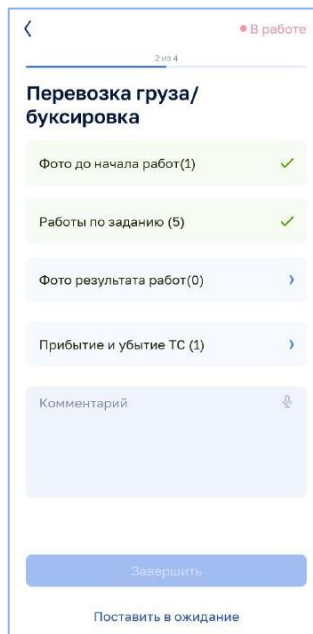 В работе
2 из 4
Перевозка груза/
буксировка
Фото до начала работ(1)
Работы по заданию (5)
Фото результата работ(0)
Прибытие и убытие ТС (1)
Комментарий
Завершить
Поставить в ожидание